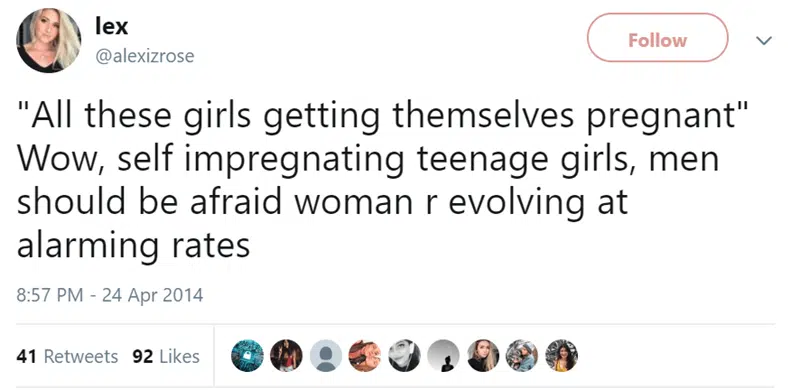 lex
@alexizrose
Follow
"All these girls getting themselves pregnant"
Wow, self impregnating teenage girls, men
should be afraid woman r evolving at
alarming rates
8:57 PM - 24 Apr 2014
41 Retweets 92 Likes